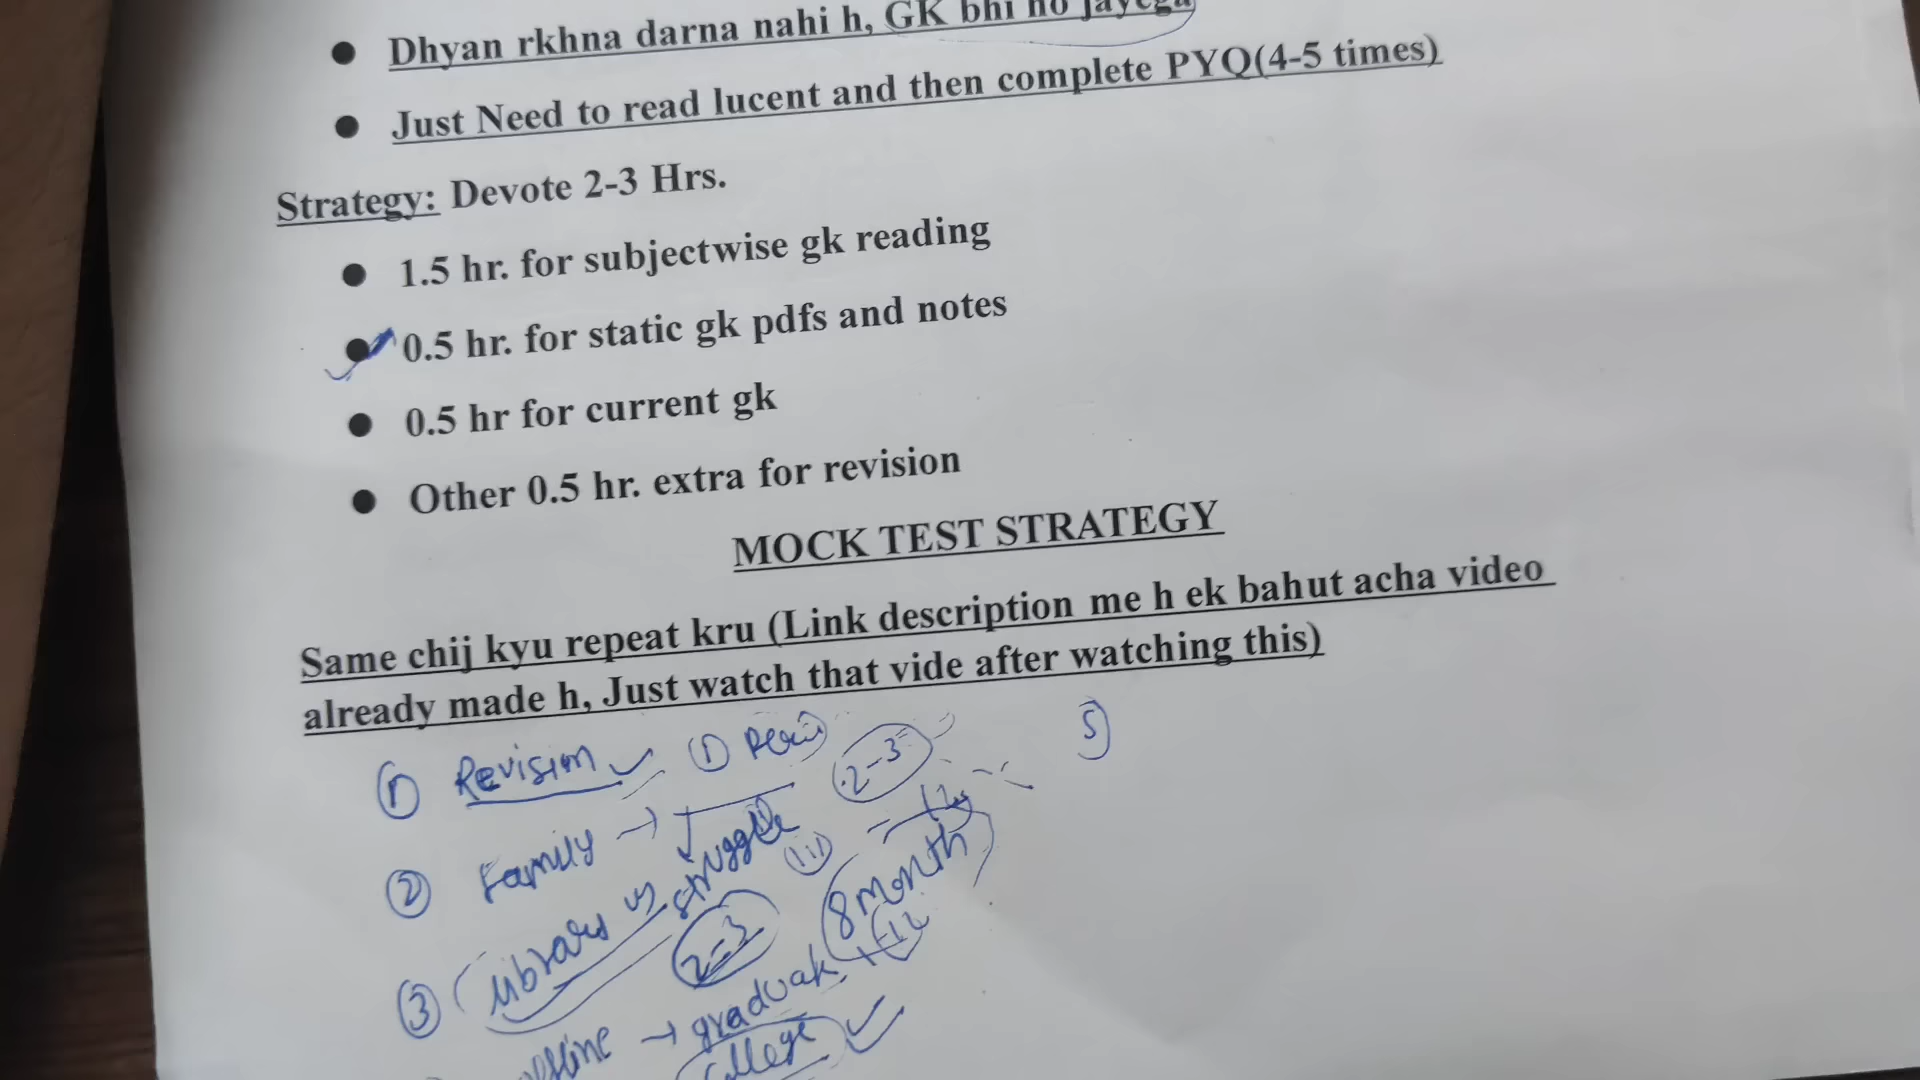 Dhyan rkhna darna nahi h, GK bhi ho jayega
Just Need to read lucent and then complete PYQ(4-5 times)
Strategy: Devote 2-3 Hrs.
1.5 hr. for subjectwise gk reading
0.5 hr. for static gk pdfs and notes
0.5 hr for current gk
Other 0.5 hr. extra for revision
MOCK TEST STRATEGY
Same chij kyu repeat kru (Link description me h ek bahut acha video
already made h, Just watch that vide after watching this)
① Revision ① 2-3 5)
② Family →
③ Library vs struggle (iii) 8 month
2-3 +12
offline → graduate
college